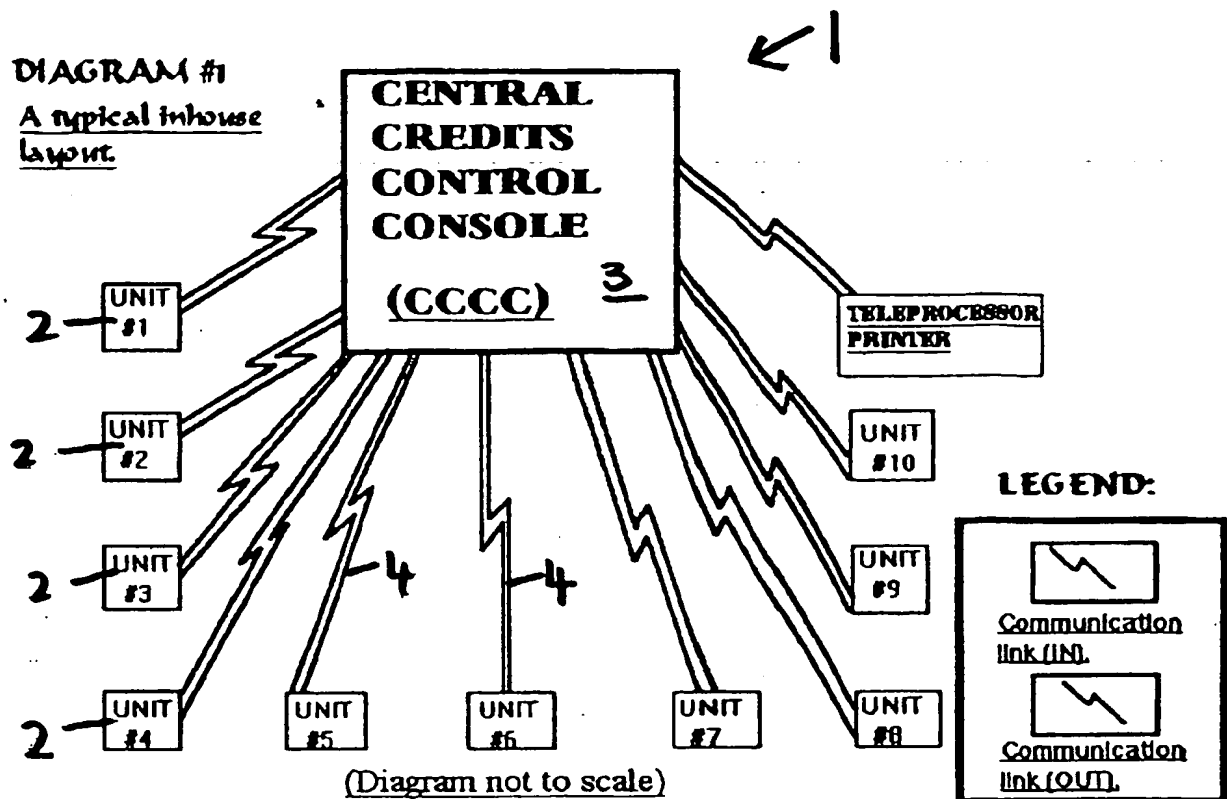 1
DIAGRAM #1
A typical inhouse
layout.
CENTRAL
CREDITS
CONTROL
CONSOLE
(CCCC)
3
UNIT
#1
2
TELEPROCESSOR
PRINTER
UNIT
#2
2
UNIT
#10
UNIT
#3
2
4
4
UNIT
#9
UNIT
#4
2
UNIT
#5
UNIT
#6
UNIT
#7
UNIT
#8
(Diagram not to scale)
LEGEND:
Communication
link (IN).
Communication
link (OUT).